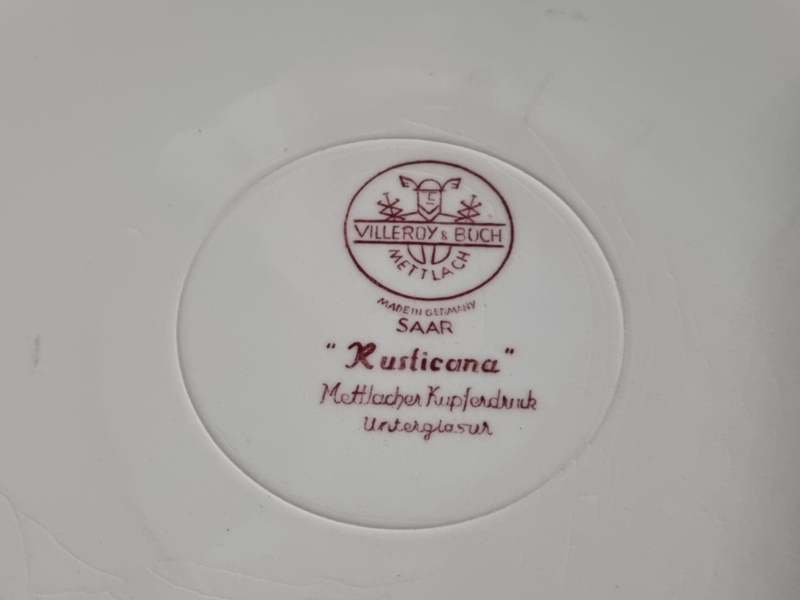 VILLEROY & BOCH
METTLACH
MADE IN GERMANY
SAAR
"Rusticana"
Mettlacher Kupferdruck
Unterglasur